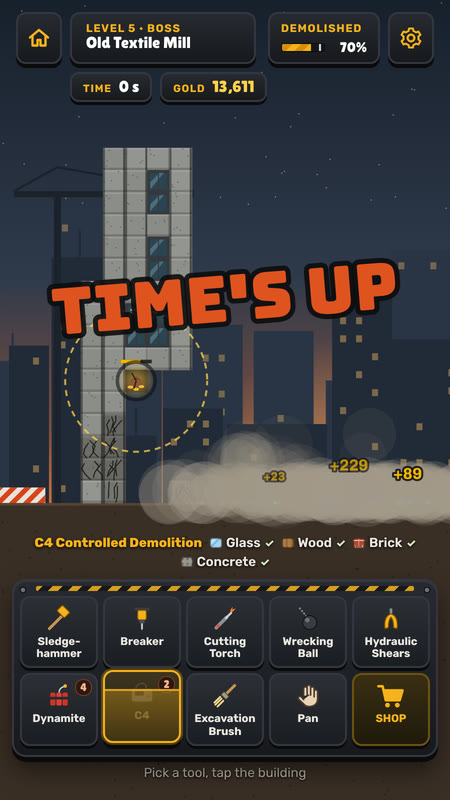 LEVEL 5 • BOSS
Old Textile Mill
DEMOLISHED
70%
TIME 0 s
GOLD 13,611
TIME'S UP
+23
+229
+89
C4 Controlled Demolition Glass ✓ Wood ✓ Brick ✓
Concrete ✓
Sledge-
hammer
Breaker
Cutting
Torch
Wrecking
Ball
Hydraulic
Shears
4
Dynamite
2
C4
Excavation
Brush
Pan
SHOP
Pick a tool, tap the building